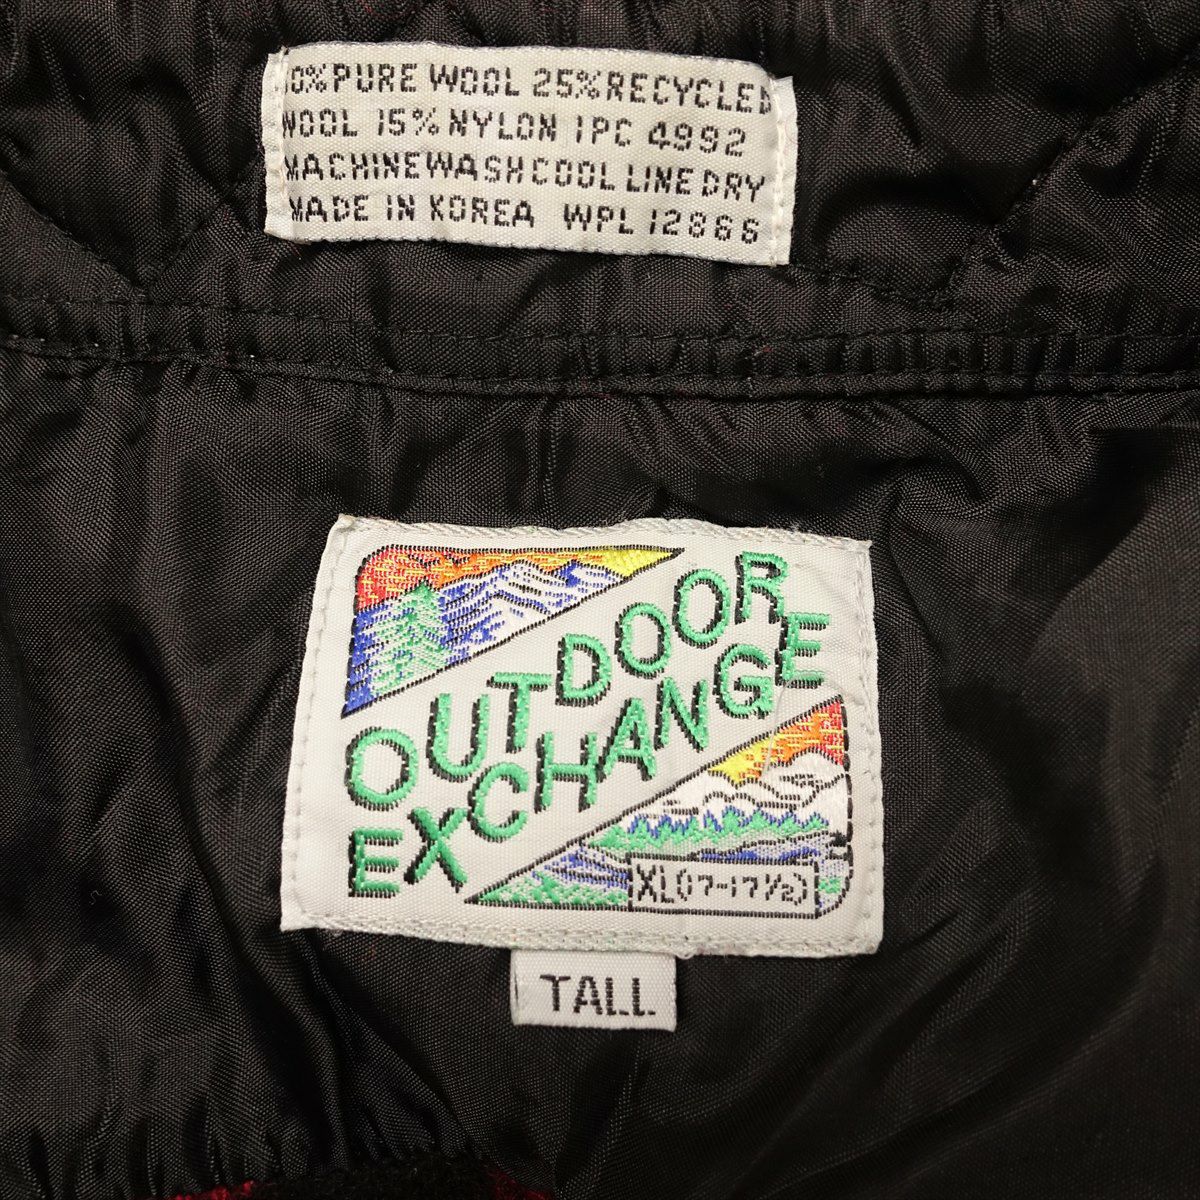 0% PURE WOOL 25% RECYCLED
WOOL 15% NYLON 1PC 4992
MACHINE WASH COOL LINE DRY
MADE IN KOREA WPL 12866
OUTDOOR
EXCHANGE
XL(17-17½)
TALL